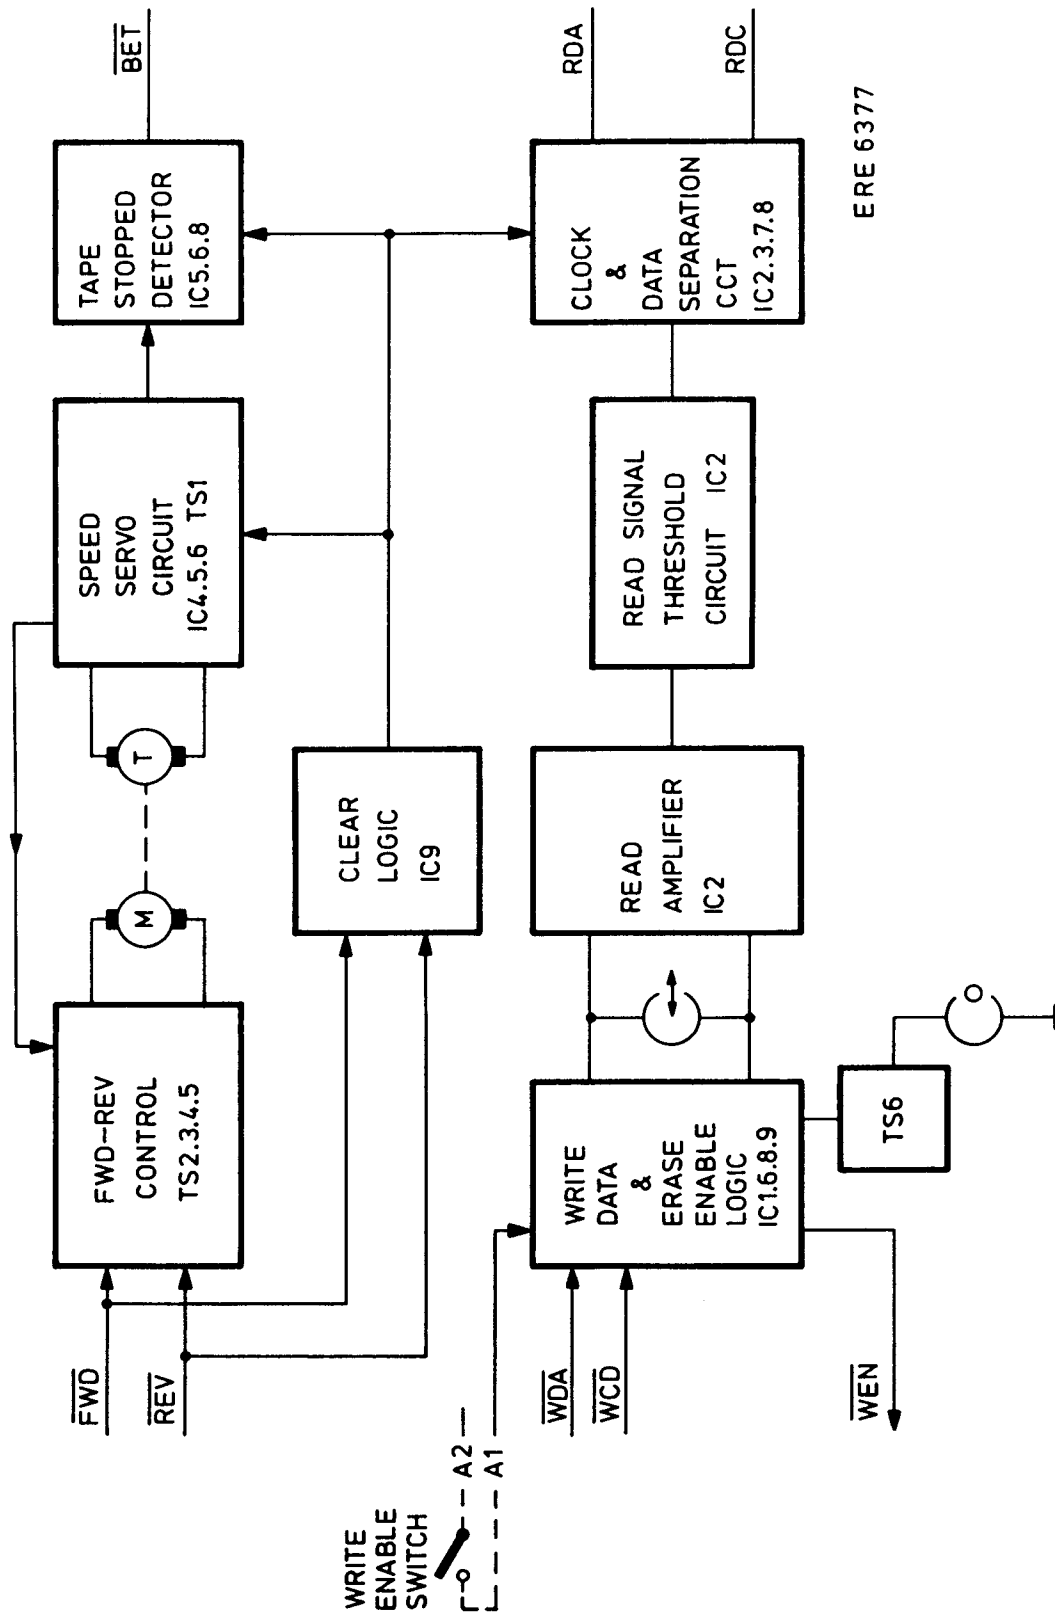 FWD
REV
FWD-REV
CONTROL
TS2.3.4.5
M
T
SPEED
SERVO
CIRCUIT
IC4.5.6 TS1
TAPE
STOPPED
DETECTOR
IC5.6.8
BET
CLEAR
LOGIC
IC9
WRITE
ENABLE
SWITCH
A2
A1
WDA
WCD
WEN
WRITE
DATA
&
ERASE
ENABLE
LOGIC
IC1.6.8.9
TS6
READ
AMPLIFIER
IC2
READ SIGNAL
THRESHOLD
CIRCUIT IC2
CLOCK
&
DATA
SEPARATION
CCT
IC2.3.7.8
RDA
RDC
ERE 6377